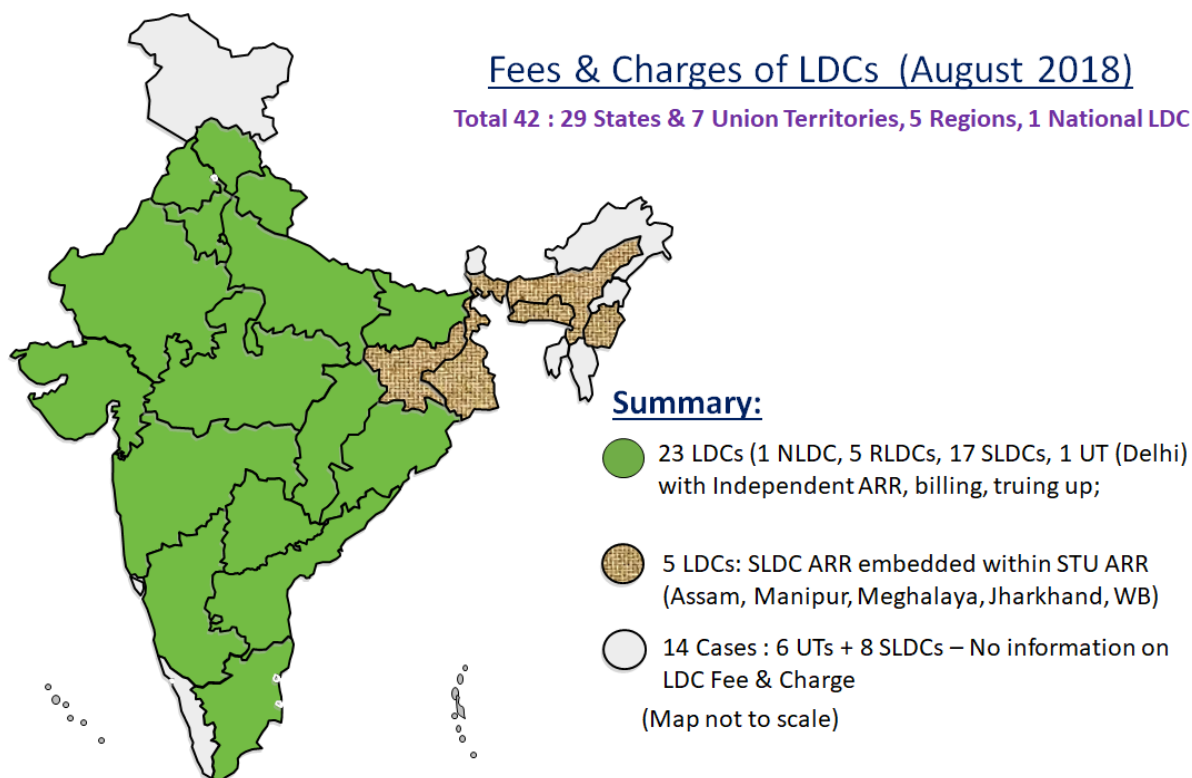 Fees & Charges of LDCs (August 2018)
Total 42 : 29 States & 7 Union Territories, 5 Regions, 1 National LDC
Summary:
23 LDCs (1 NLDC, 5 RLDCs, 17 SLDCs, 1 UT (Delhi)
with Independent ARR, billing, truing up;
5 LDCs: SLDC ARR embedded within STU ARR
(Assam, Manipur, Meghalaya, Jharkhand, WB)
14 Cases : 6 UTs + 8 SLDCs – No information on
LDC Fee & Charge
(Map not to scale)